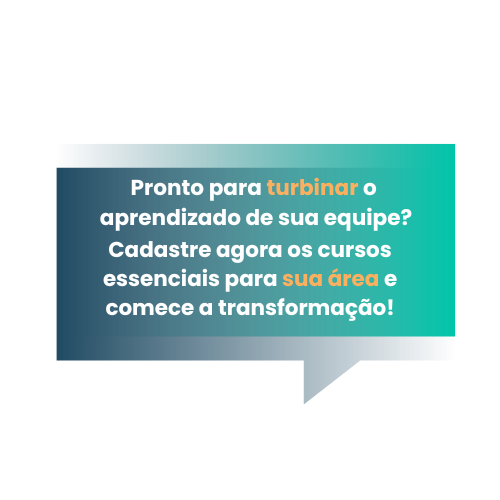 Pronto para turbinar o
aprendizado de sua equipe?
Cadastre agora os cursos
essenciais para sua área e
comece a transformação!